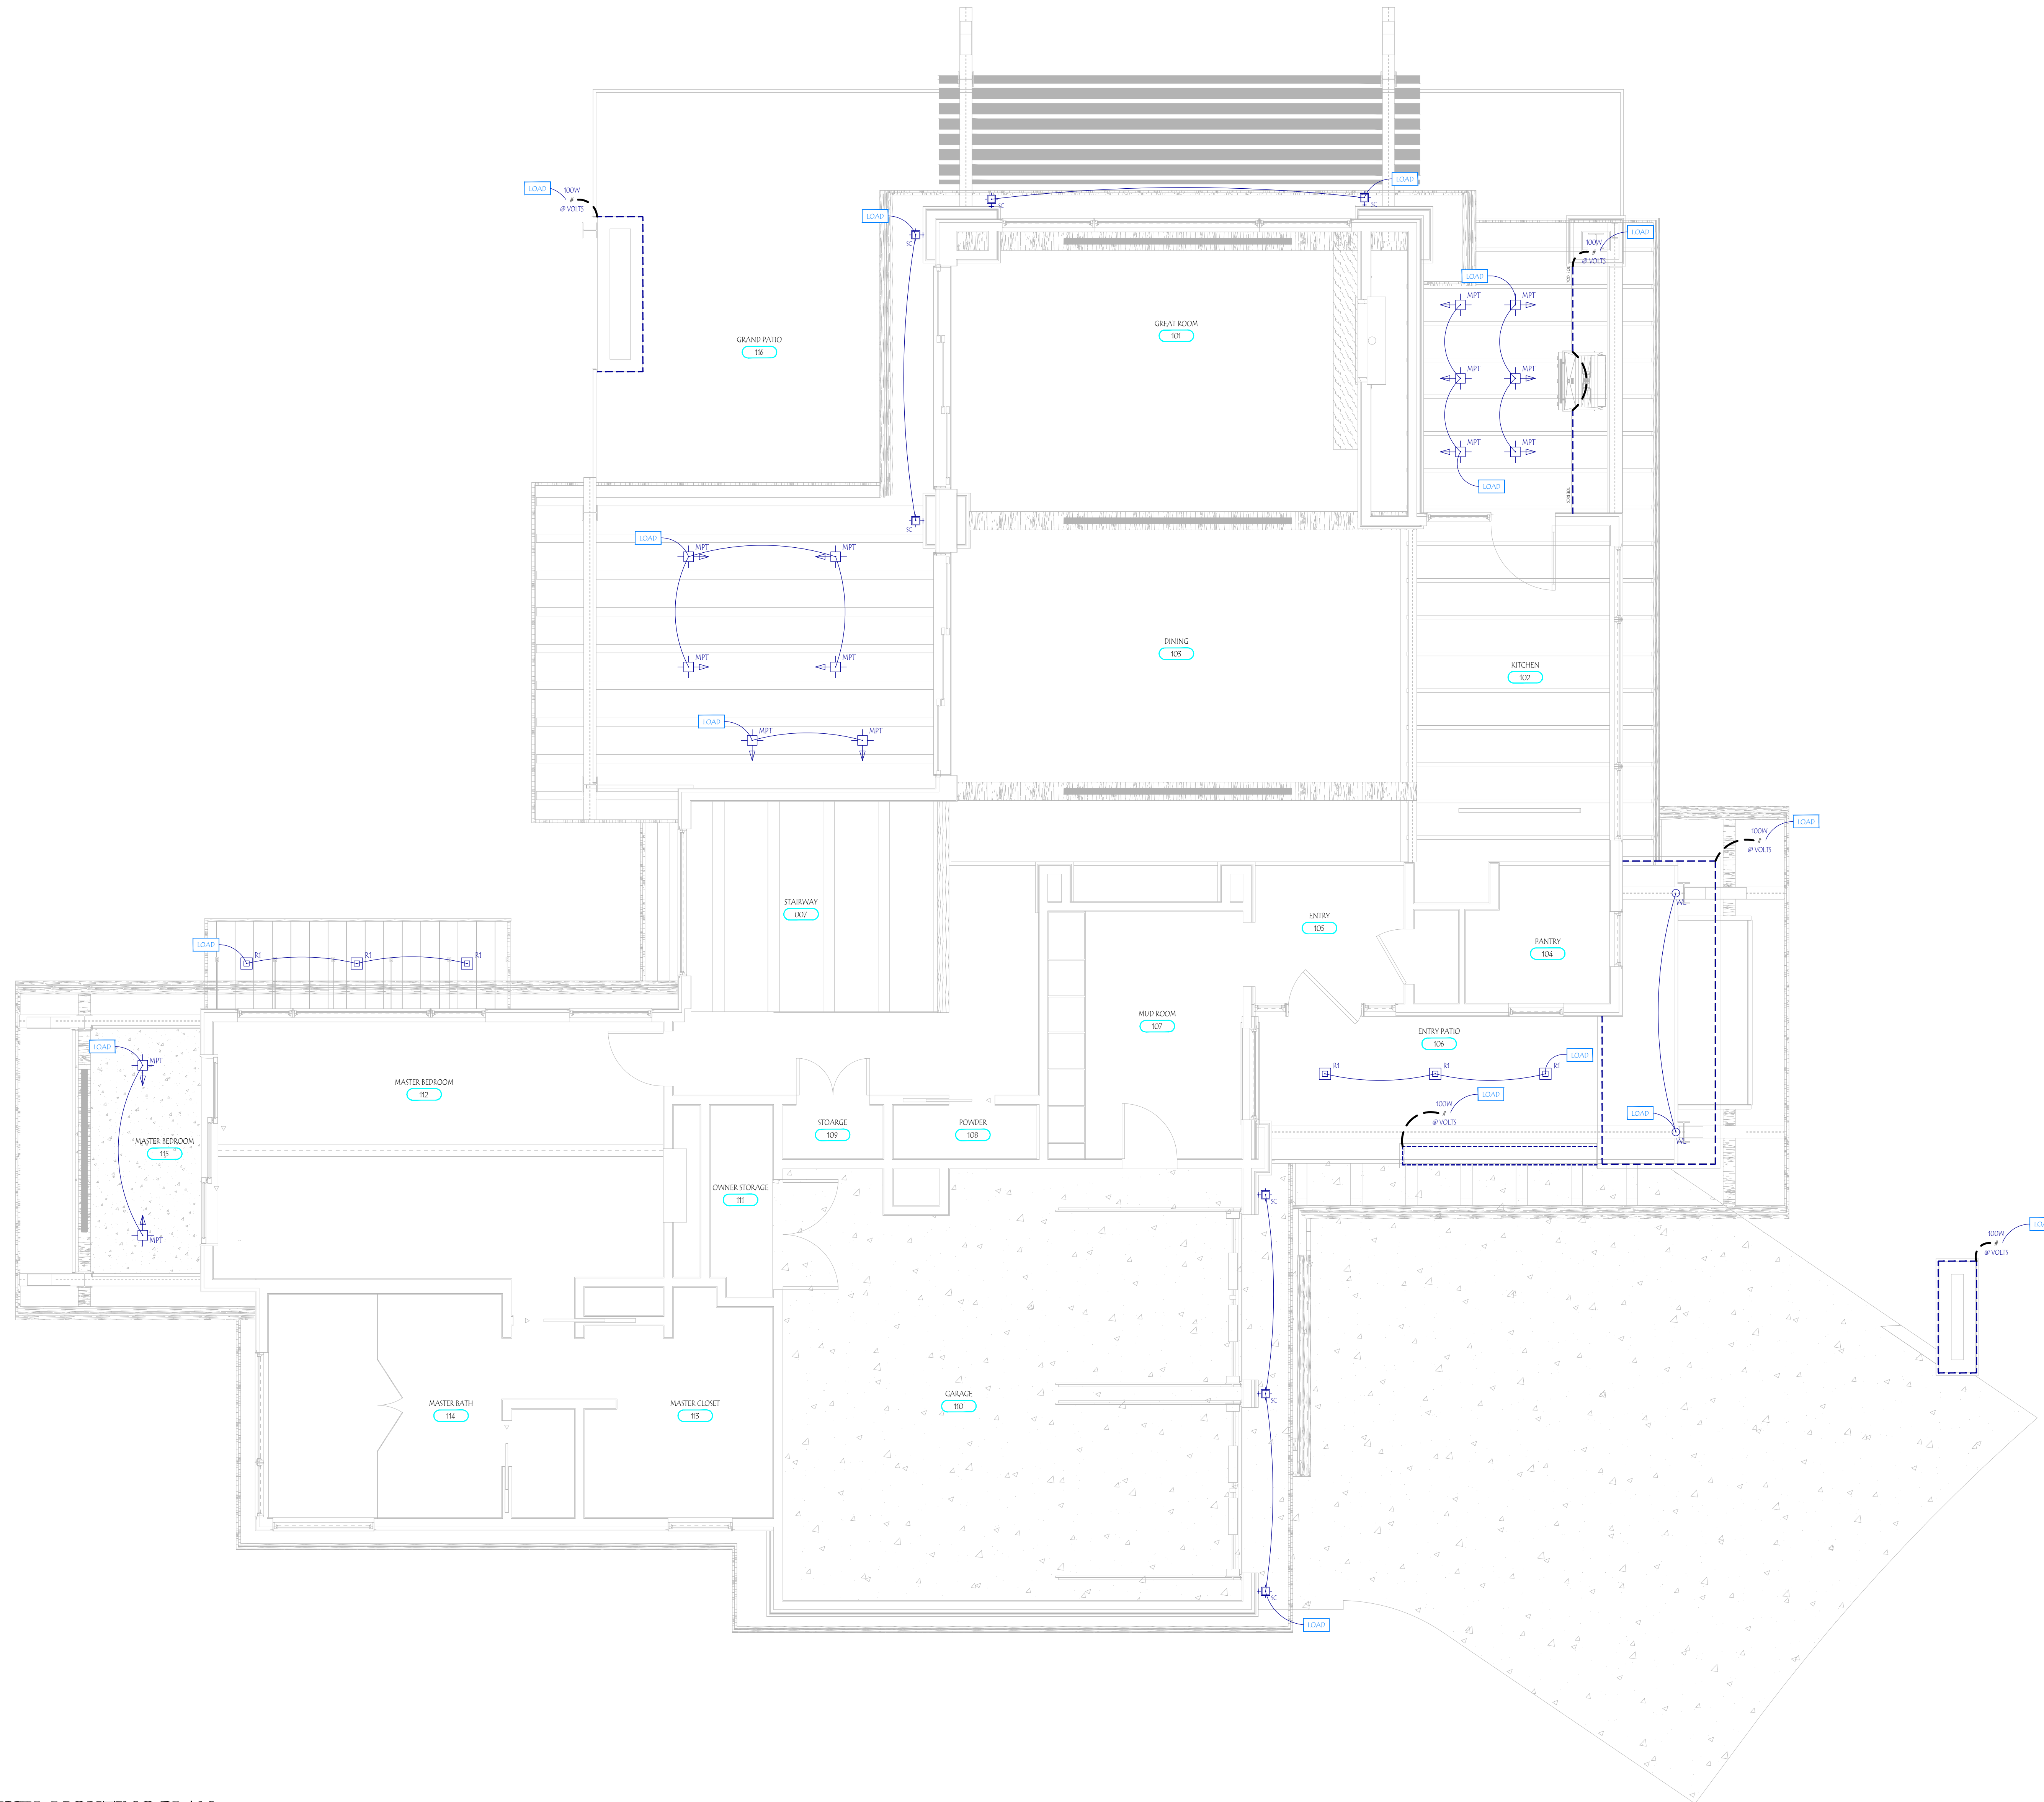 LOAD
100W
#
@ VOLTS
LOAD
SC
SC
LOAD
SC
SC
GRAND PATIO
116
GREAT ROOM
101
LOAD
100W
#
@ VOLTS
LOAD
MPT
MPT
MPT
MPT
MPT
MPT
LOAD
LOAD
MPT
MPT
MPT
MPT
LOAD
MPT
MPT
DINING
103
KITCHEN
102
LOAD
100W
#
@ VOLTS
STAIRWAY
007
ENTRY
105
PANTRY
104
WL
LOAD
R1
R1
R1
MUD ROOM
107
ENTRY PATIO
106
LOAD
R1
R1
R1
LOAD
100W
#
@ VOLTS
LOAD
WL
LOAD
MPT
MASTER BEDROOM
112
MASTER BEDROOM
115
MPT
STOARGE
109
POWDER
108
OWNER STORAGE
111
SC
100W
#
@ VOLTS
MASTER BATH
114
MASTER CLOSET
113
GARAGE
110
SC
SC
LOAD